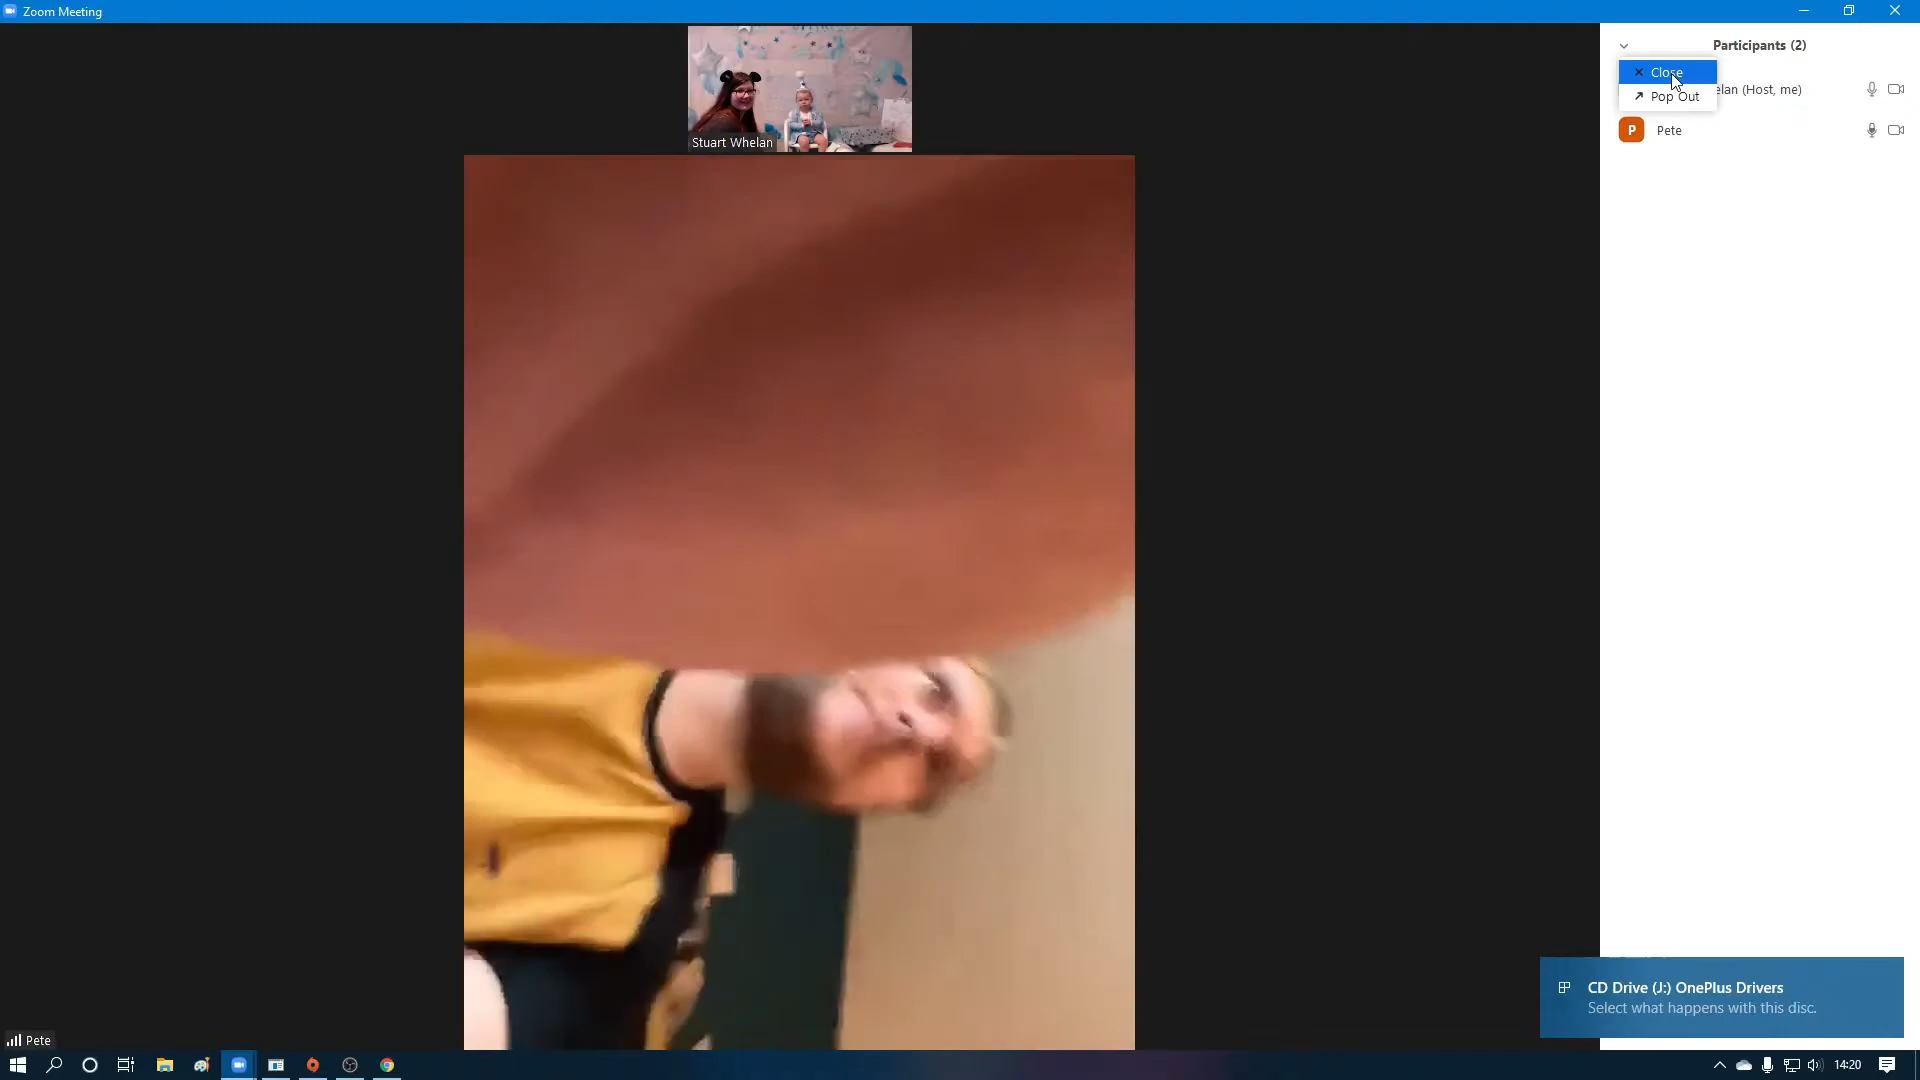 Zoom Meeting
Participants (2)
Close
Pop Out
elan (Host, me)
P
Pete
Stuart Whelan
CD Drive (J:) OnePlus Drivers
Select what happens with this disc.
Pete
14:20